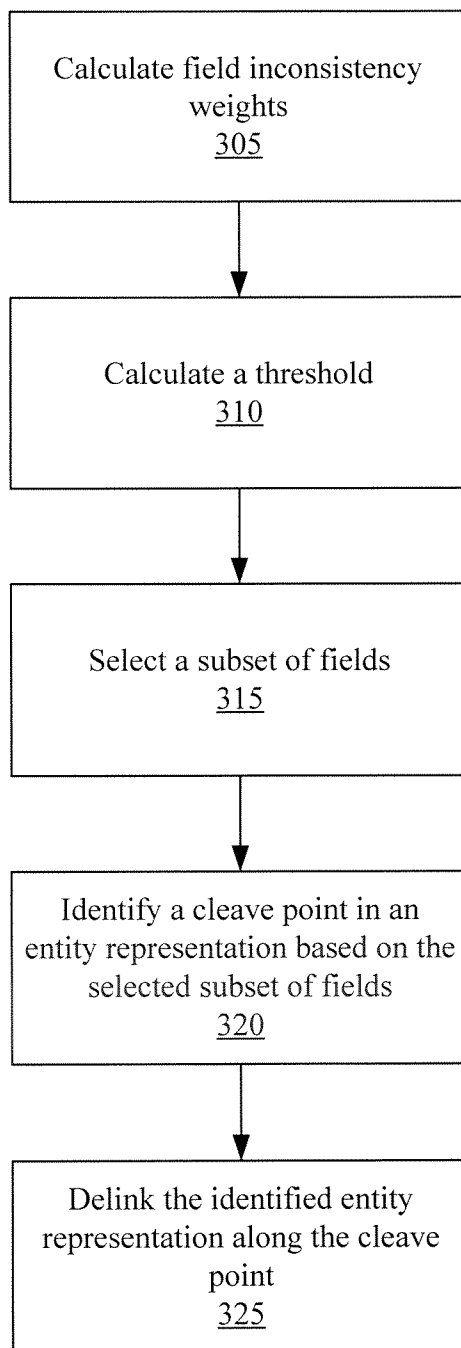 Calculate field inconsistency
weights
305
Calculate a threshold
310
Select a subset of fields
315
Identify a cleave point in an
entity representation based on the
selected subset of fields
320
Delink the identified entity
representation along the cleave
point
325